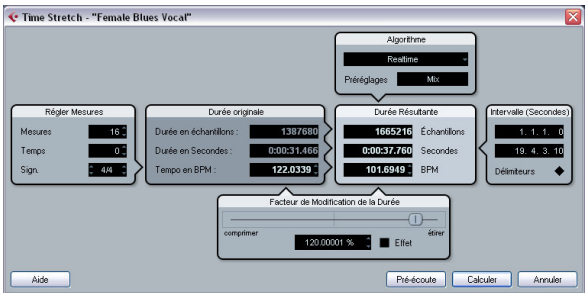 Time Stretch - "Female Blues Vocal"
Algorithme
Realtime
Préréglages Mix
Régler Mesures
Mesures 16
Temps 0
Sign. 4/4
Durée originale
Durée en échantillons : 1387680
Durée en Secondes : 0:00:31.466
Tempo en BPM : 122.0339
Durée Résultante
1665216 Échantillons
0:00:37.760 Secondes
101.6949 BPM
Intervalle (Secondes)
1. 1. 1. 0
19. 4. 3. 10
Délimiteurs
Facteur de Modification de la Durée
comprimer étirer
120.00001 % Effet
Aide Pré-écoute Calculer Annuler